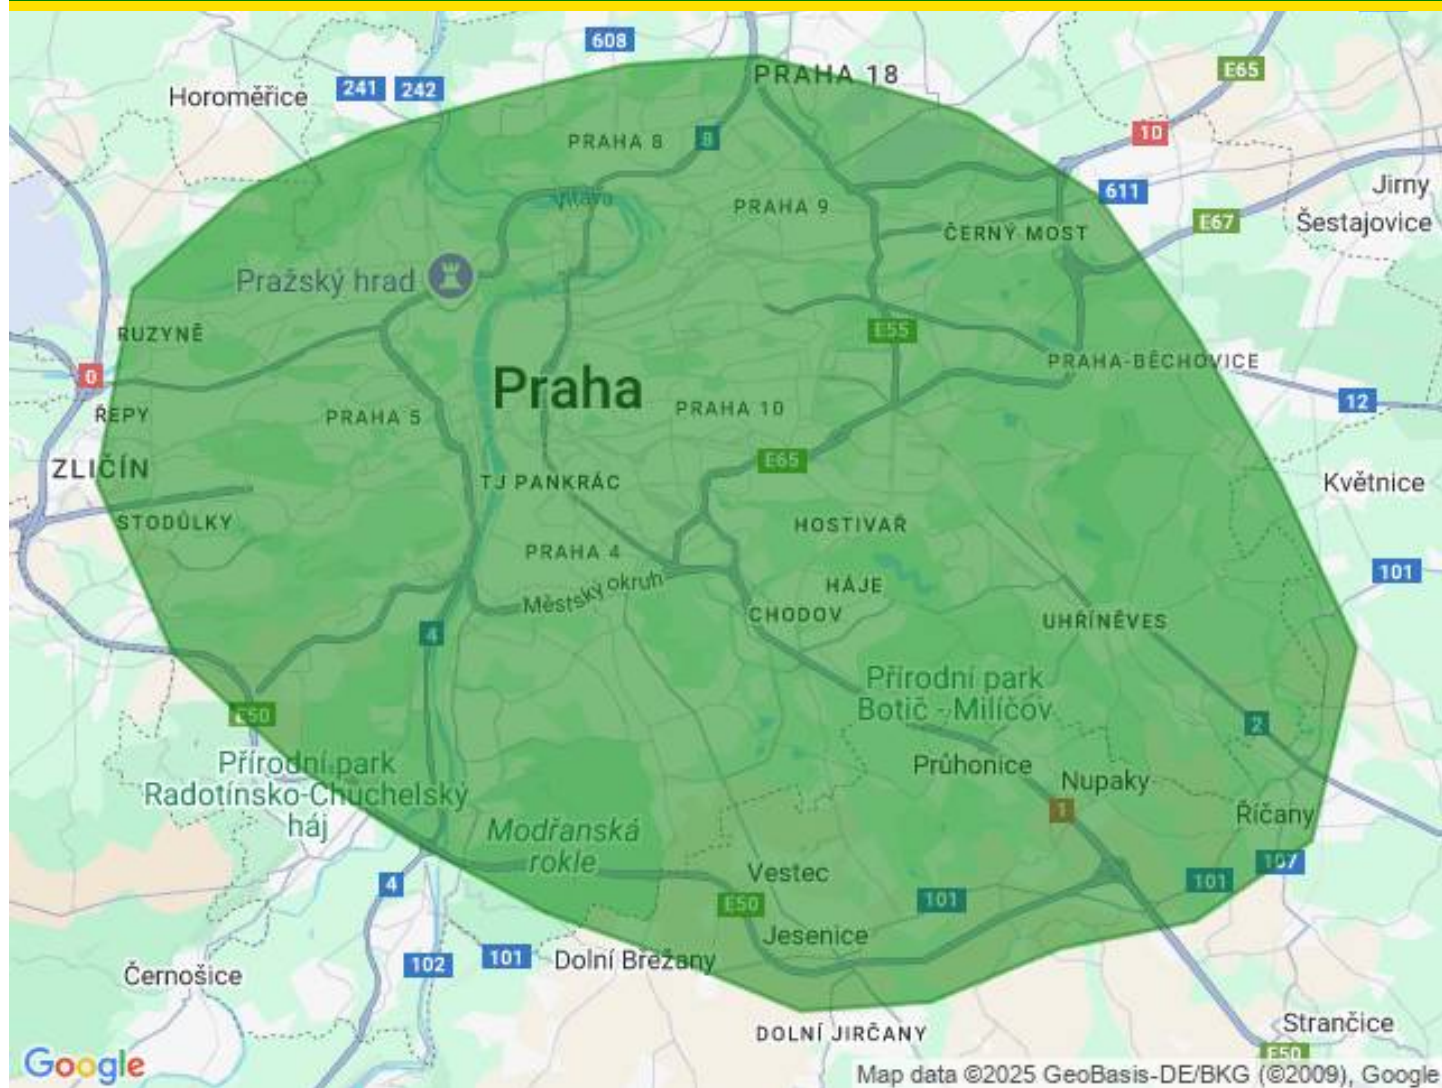 608
E65
PRAHA 18
Horoměřice
241
242
10
PRAHA 8
8
Jirny
611
Vltava
PRAHA 9
E67
Šestajovice
ČERNÝ MOST
Pražský hrad
RUZYNĚ
E55
PRAHA-BĚCHOVICE
0
Praha
12
ŘEPY
PRAHA 5
PRAHA 10
ZLIČÍN
E65
TJ PANKRÁC
Květnice
STODŮLKY
HOSTIVAŘ
PRAHA 4
101
Městský okruh
HÁJE
CHODOV
UHŘÍNĚVES
4
Přírodní park
Botič - Milíčov
E50
2
Přírodní park
Radotínsko-Chuchelský
háj
Průhonice
Nupaky
1
Říčany
Modřanská
rokle
107
Vestec
4
101
101
E50
Jesenice
Dolní Břežany
101
102
Černošice
DOLNÍ JIRČANY
Strančice
E50
Google
Map data ©2025 GeoBasis-DE/BKG (©2009), Google